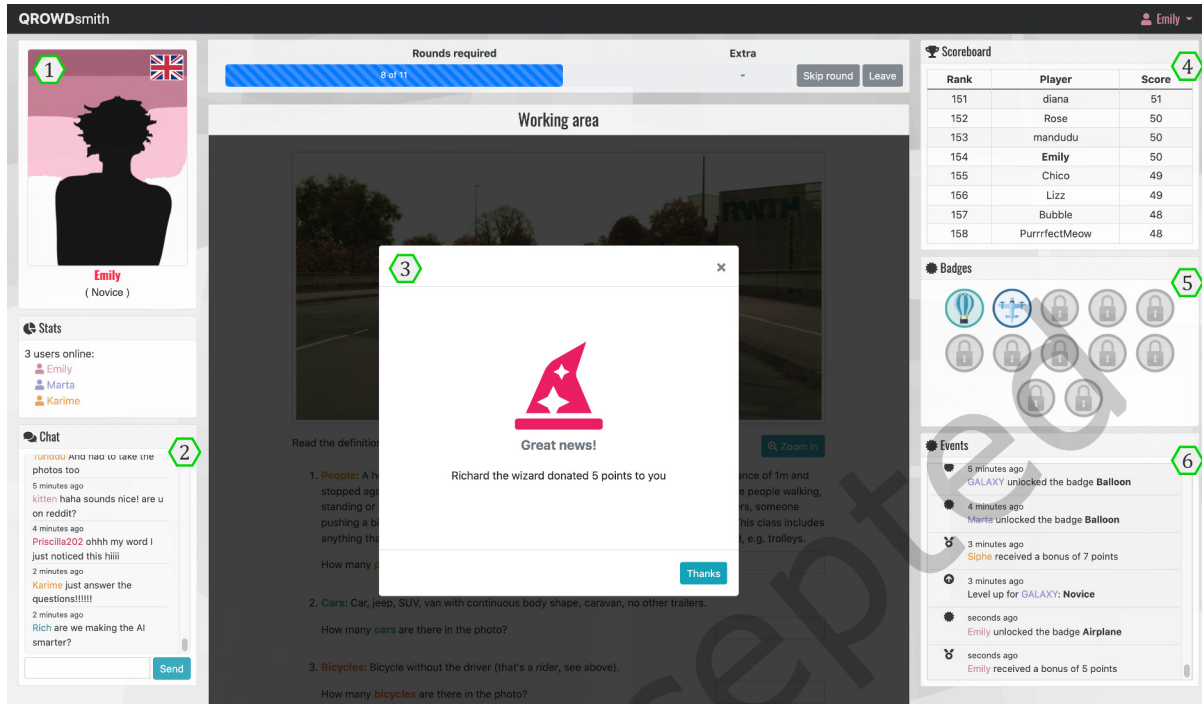 QROWDsmith
Emily
1
Emily
( Novice )
Stats
3 users online:
Emily
Marta
Karime
Chat
2
Turiddu And had to take the
photos too
5 minutes ago
kitten haha sounds nice! are u
on reddit?
4 minutes ago
Priscilla202 ohhh my word I
just noticed this hiiii
2 minutes ago
Karime just answer the
questions!!!!!!
2 minutes ago
Rich are we making the AI
smarter?
Send
Rounds required
Extra
8 of 11
-
Skip round
Leave
Working area
RWTH
Read the definition
Zoom in
1. People: A h
ance of 1m and
stopped aga
e people walking,
standing or
rs, someone
pushing a bi
This class includes
anything tha
d, e.g. trolleys.
How many p
2. Cars: Car, jeep, SUV, van with continuous body shape, caravan, no other trailers.
How many cars are there in the photo?
3. Bicycles: Bicycle without the driver (that's a rider, see above).
How many bicycles are there in the photo?
3
×
Great news!
Richard the wizard donated 5 points to you
Thanks
Scoreboard
4
Rank Player Score
151 diana 51
152 Rose 50
153 mandudu 50
154 Emily 50
155 Chico 49
156 Lizz 49
157 Bubble 48
158 PurrrfectMeow 48
Badges
5
Events
6
5 minutes ago
GALAXY unlocked the badge Balloon
4 minutes ago
Marta unlocked the badge Balloon
3 minutes ago
Siphe received a bonus of 7 points
3 minutes ago
Level up for GALAXY: Novice
seconds ago
Emily unlocked the badge Airplane
seconds ago
Emily received a bonus of 5 points
cepted